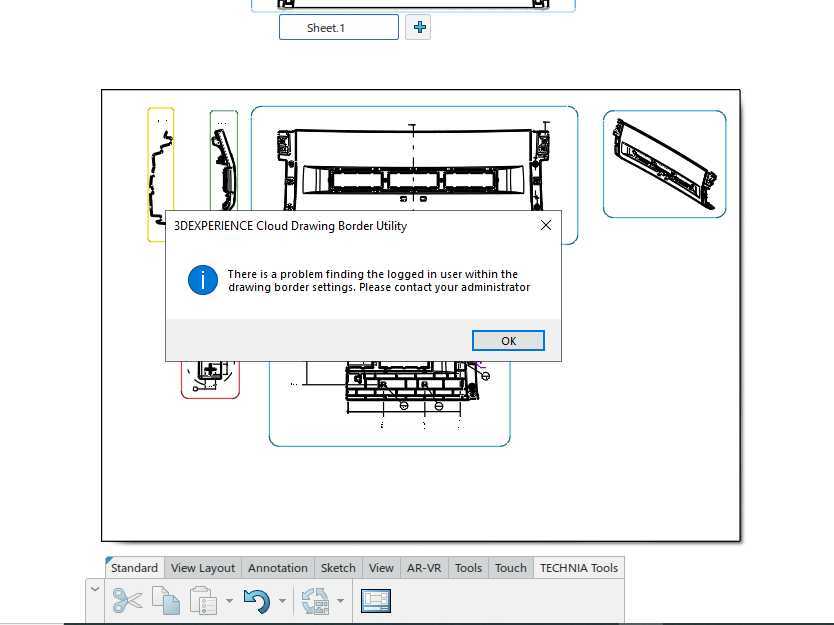 Sheet.1
3DEXPERIENCE Cloud Drawing Border Utility
There is a problem finding the logged in user within the
drawing border settings. Please contact your administrator
OK
Standard View Layout Annotation Sketch View AR-VR Tools Touch TECHNIA Tools